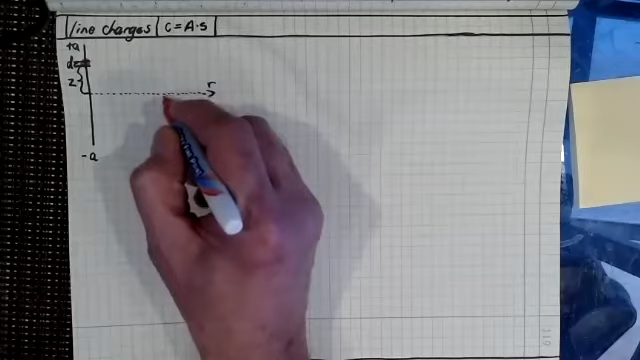 line charges c = A·s
+a
dz
z
r
-a